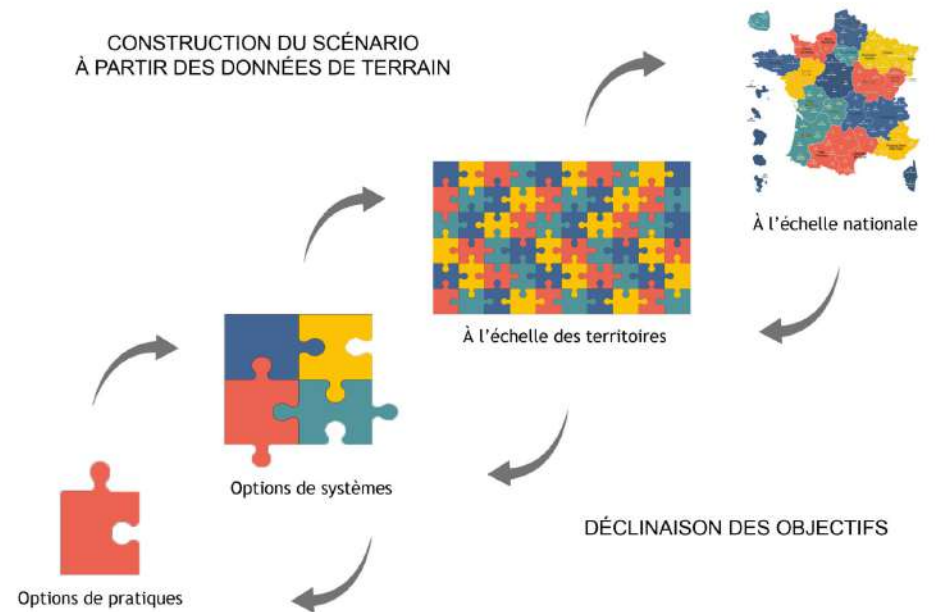 CONSTRUCTION DU SCÉNARIO
À PARTIR DES DONNÉES DE TERRAIN
À l'échelle nationale
À l'échelle des territoires
Options de systèmes
DÉCLINAISON DES OBJECTIFS
Options de pratiques